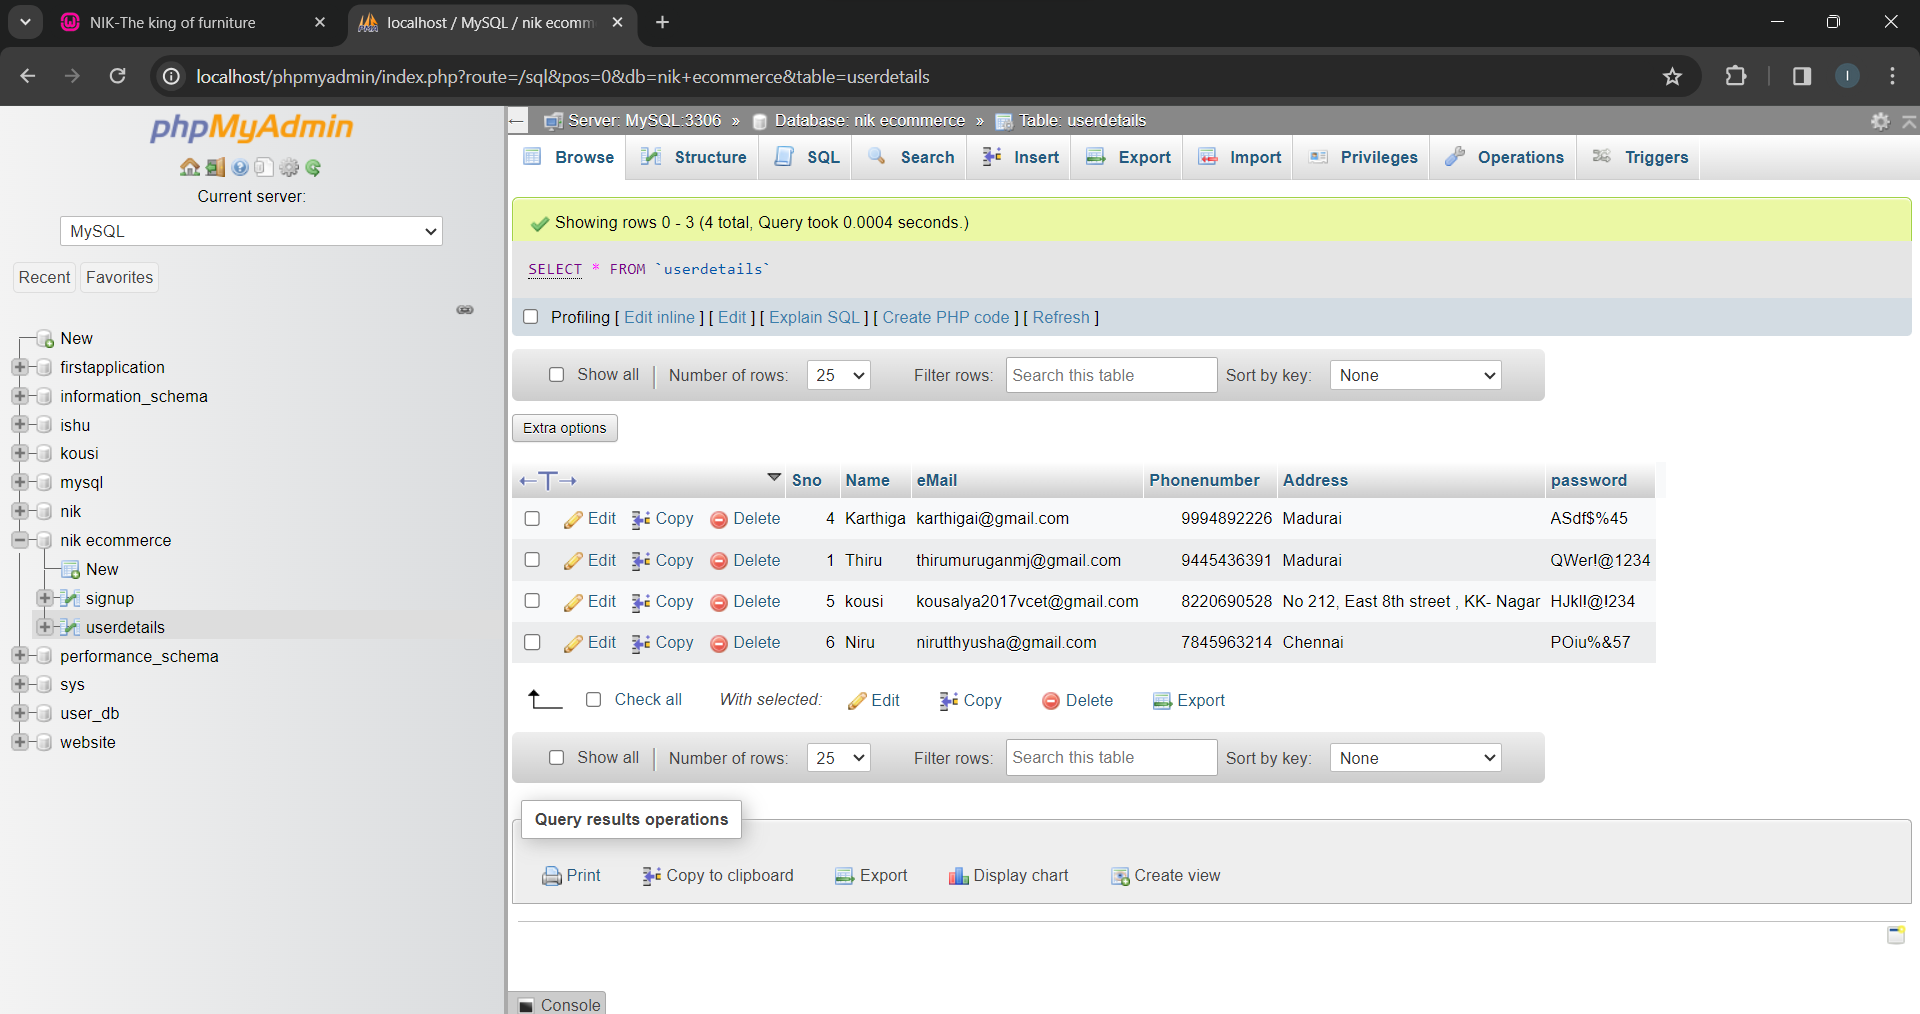 NIK-The king of furniture
localhost / MySQL / nik ecomm
localhost/phpmyadmin/index.php?route=/sql&pos=0&db=nik+ecommerce&table=userdetails
I
phpMyAdmin
Current server:
MySQL
Recent Favorites
New
firstapplication
information_schema
ishu
kousi
mysql
nik
nik ecommerce
New
signup
userdetails
performance_schema
sys
user_db
website
Server: MySQL:3306 » Database: nik ecommerce » Table: userdetails
Browse Structure SQL Search Insert Export Import Privileges Operations Triggers
Showing rows 0 - 3 (4 total, Query took 0.0004 seconds.)
SELECT * FROM `userdetails`
Profiling [ Edit inline ] [ Edit ] [ Explain SQL ] [ Create PHP code ] [ Refresh ]
Show all Number of rows: 25 Filter rows: Search this table Sort by key: None
Extra options
←T→ Sno Name eMail Phonenumber Address password
Edit Copy Delete 4 Karthiga karthigai@gmail.com 9994892226 Madurai ASdf$%45
Edit Copy Delete 1 Thiru thirumuruganmj@gmail.com 9445436391 Madurai QWer!@1234
Edit Copy Delete 5 kousi kousalya2017vcet@gmail.com 8220690528 No 212, East 8th street , KK- Nagar HJkl!@!234
Edit Copy Delete 6 Niru nirutthyusha@gmail.com 7845963214 Chennai POiu%&57
Check all With selected: Edit Copy Delete Export
Show all Number of rows: 25 Filter rows: Search this table Sort by key: None
Query results operations
Print Copy to clipboard Export Display chart Create view
Console